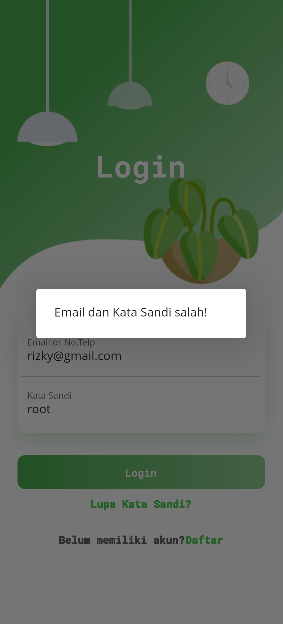 Login
Email dan Kata Sandi salah!
Email or No.Telp
rizky@gmail.com
Kata Sandi
root
Login
Lupa Kata Sandi?
Belum memiliki akun?Daftar